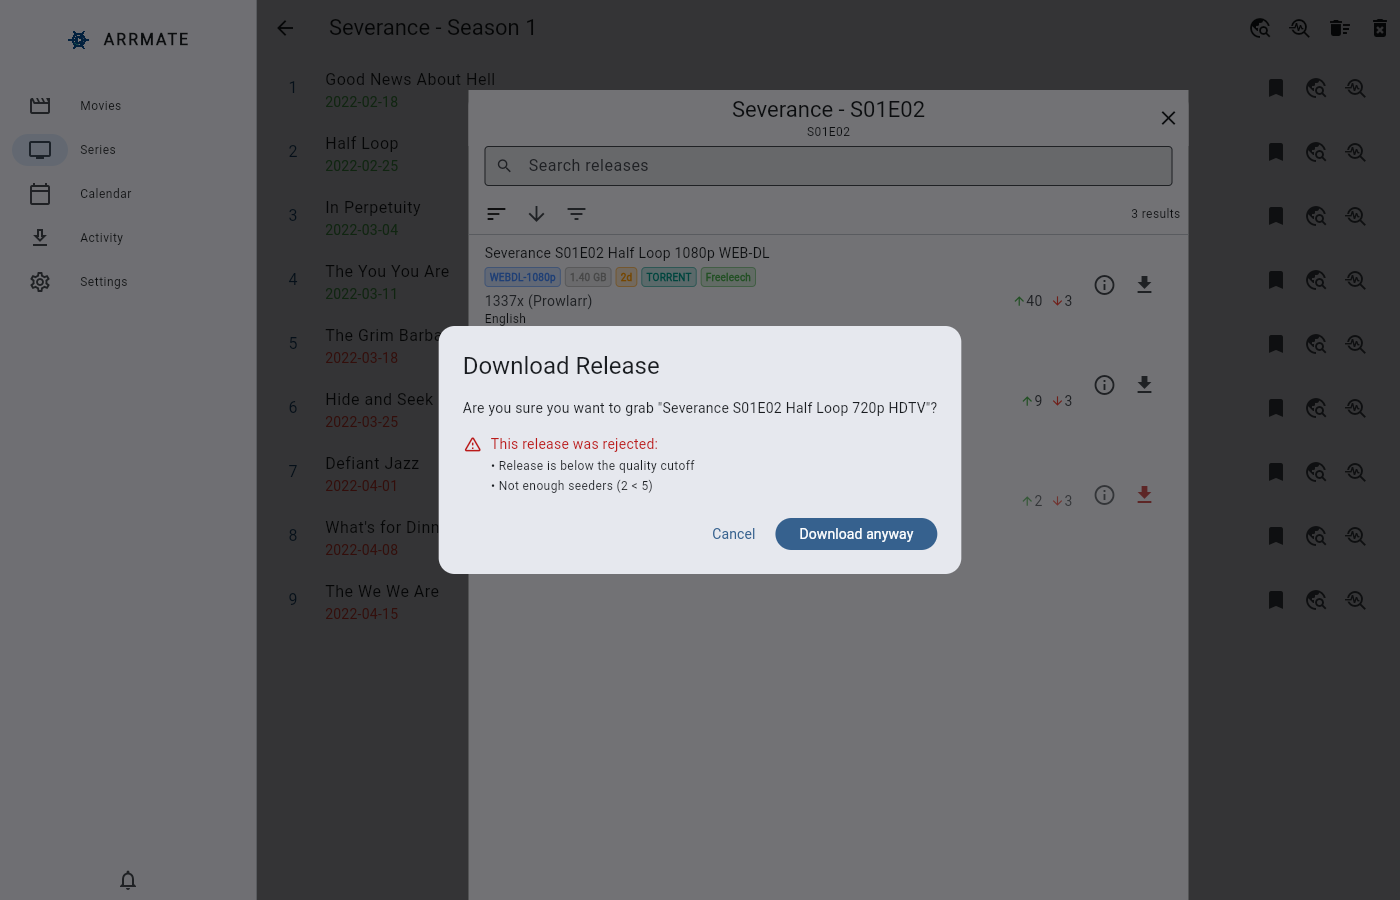 ARRMATE
Movies
Series
Calendar
Activity
Settings
Severance - Season 1
1
Good News About Hell
2022-02-18
2
Half Loop
2022-02-25
3
In Perpetuity
2022-03-04
4
The You You Are
2022-03-11
5
The Grim Barba
2022-03-18
6
Hide and Seek
2022-03-25
7
Defiant Jazz
2022-04-01
8
What's for Dinn
2022-04-08
9
The We We Are
2022-04-15
Severance - S01E02
S01E02
Search releases
3 results
Severance S01E02 Half Loop 1080p WEB-DL
WEBDL-1080p 1.40 GB 2d TORRENT Freeleech
1337x (Prowlarr)
English
40 3
9 3
2 3
Download Release
Are you sure you want to grab "Severance S01E02 Half Loop 720p HDTV"?
This release was rejected:
• Release is below the quality cutoff
• Not enough seeders (2 < 5)
Cancel
Download anyway